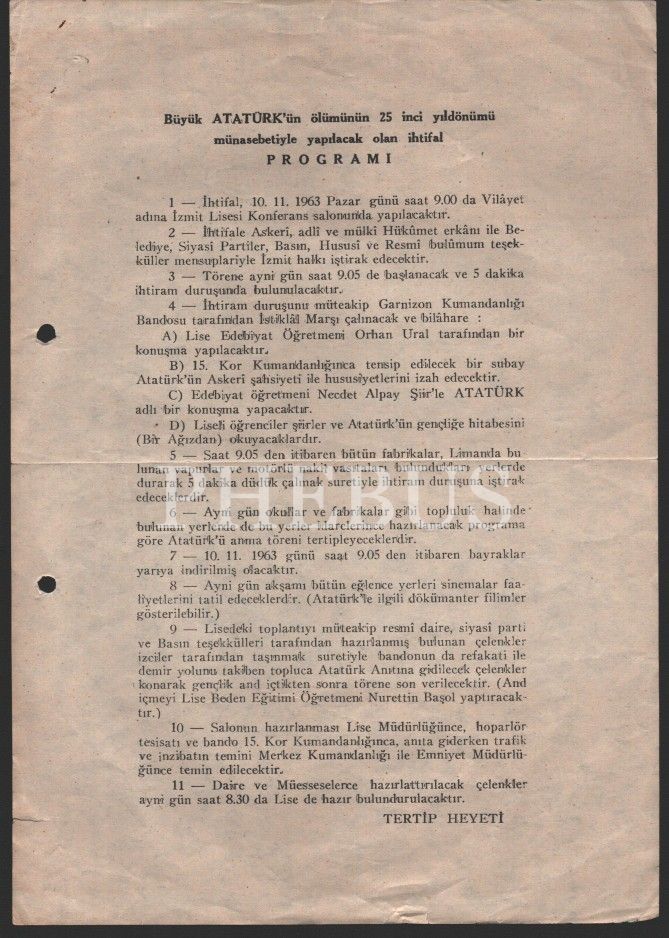 Büyük ATATÜRK'ün ölümünün 25 inci yıldönümü
münasebetiyle yapılacak olan ihtifal
PROGRAMI
1 — İhtifal, 10. 11. 1963 Pazar günü saat 9.00 da Vilâyet
adına İzmit Lisesi Konferans salonunda yapılacaktır.
2 — İhtifale Askerî, adlî ve mülkî Hükûmet erkânı ile Be-
lediye, Siyasî Partiler, Basın, Hususî ve Resmî bulûmum teşek-
küller mensuplariyle İzmit halkı iştirak edecektir.
3 — Törene ayni gün saat 9.05 de başlanacak ve 5 dakika
ihtiram duruşunda bulunulacaktır.
4 — İhtiram duruşunu müteakip Garnizon Kumandanlığı
Bandosu tarafından İstiklâl Marşı çalınacak ve bilâhare :
A) Lise Edebiyat Öğretmeni Orhan Ural tarafından bir
konuşma yapılacaktır.
B) 15. Kor Kumandanlığınca tensip edilecek bir subay
Atatürk'ün Askerî şahsiyeti ile hususiyetlerini izah edecektir.
C) Edebiyat öğretmeni Necdet Alpay Şiir'le ATATÜRK
adlı bir konuşma yapacaktır.
D) Liseli öğrenciler şiirler ve Atatürk'ün gençliğe hitabesini
(Bir Ağızdan) okuyacaklardır.
5 — Saat 9.05 den itibaren bütün fabrikalar, Limanda bu
lunan vapurlar ve motörlü nakil vasıtaları bulundukları yerlerde
durarak 5 dakika düdük çalmak suretiyle ihtiram duruşuna iştirak
edeceklerdir.
PHEBUS
6 — Ayni gün okullar ve fabrikalar gibi topluluk halinde
bulunan yerlerde de bu yerler idarelerince hazırlanacak programa
göre Atatürk'ü anma töreni tertipleyeceklerdir.
7 — 10. 11. 1963 günü saat 9.05 den itibaren bayraklar
yarıya indirilmiş olacaktır.
8 — Ayni gün akşamı bütün eğlence yerleri sinemalar faa-
liyetlerini tatil edeceklerdir. (Atatürk'le ilgili dökümanter filimler
gösterilebilir.)
9 — Lisedeki toplantıyı müteakip resmî daire, siyasî parti
ve Basın teşekkülleri tarafından hazırlanmış bulunan çelenkler
izciler tarafından taşınmak suretiyle bandonun da refakati ile
demir yolunu takiben topluca Atatürk Anıtına gidilecek çelenkler
konarak gençlik and içtikten sonra törene son verilecektir. (And
içmeyi Lise Beden Eğitimi Öğretmeni Nurettin Başol yaptıracak-
tır.)
10 — Salonun hazırlanması Lise Müdürlüğünce, hoparlör
tesisatı ve bando 15. Kor Kumandanlığınca, anıta giderken trafik
ve inzibatın temini Merkez Kumandanlığı ile Emniyet Müdürlü-
ğünce temin edilecektir.
11 — Daire ve Müesseselerce hazırlattırılacak çelenkler
ayni gün saat 8.30 da Lise de hazır bulundurulacaktır.
TERTİP HEYETİ